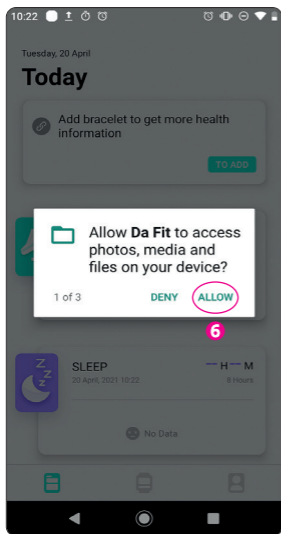 10:22
Tuesday, 20 April
Today
Add bracelet to get more health
information
TO ADD
Allow Da Fit to access
photos, media and
files on your device?
1 of 3 DENY ALLOW
6
SLEEP H M
20 April, 2021 10:22 8 Hours
No Data